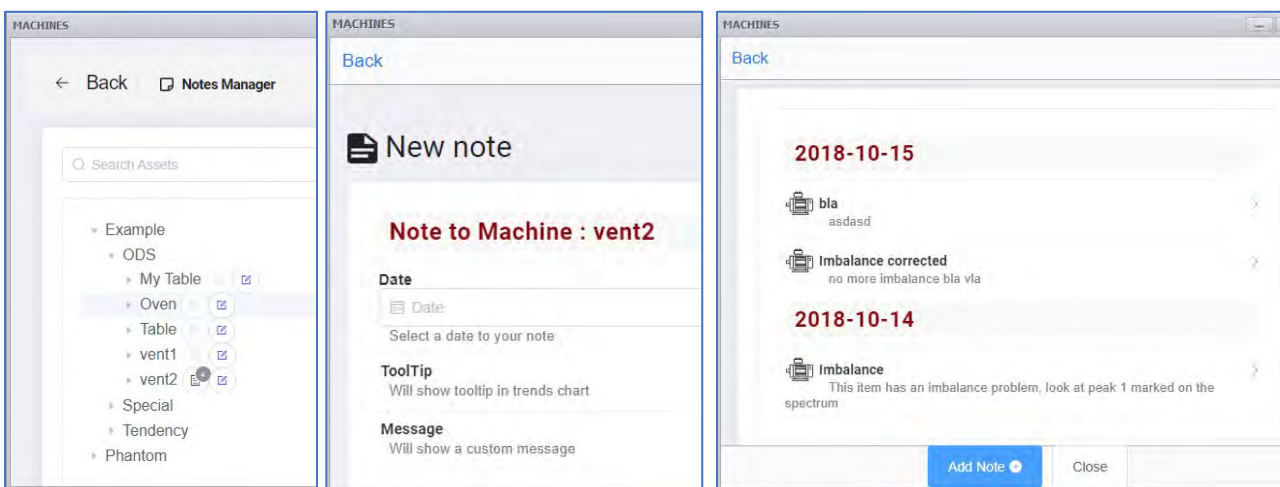 MACHINES
Back
Notes Manager
Search Assets
Example
ODS
My Table
Oven
Table
vent1
vent2
Special
Tendency
Phantom
MACHINES
Back
New note
Note to Machine : vent2
Date
Date
Select a date to your note
ToolTip
Will show tooltip in trends chart
Message
Will show a custom message
MACHINES
Back
2018-10-15
bla
asdasd
Imbalance corrected
no more imbalance bla vla
2018-10-14
Imbalance
This item has an imbalance problem, look at peak 1 marked on the
spectrum
Add Note
Close